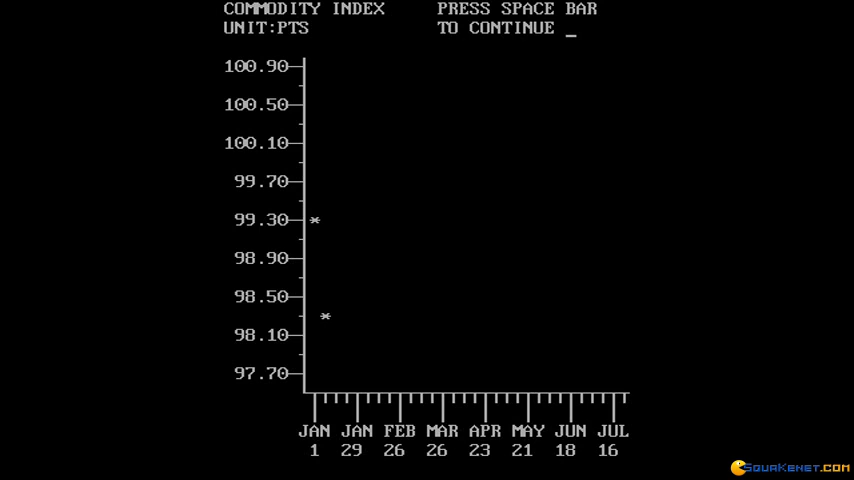 COMMODITY INDEX PRESS SPACE BAR
UNIT:PTS TO CONTINUE _
100.90
100.50
100.10
99.70
99.30
98.90
98.50
98.10
97.70
JAN JAN FEB MAR APR MAY JUN JUL
1 29 26 26 23 21 18 16
SQUAKENET.COM